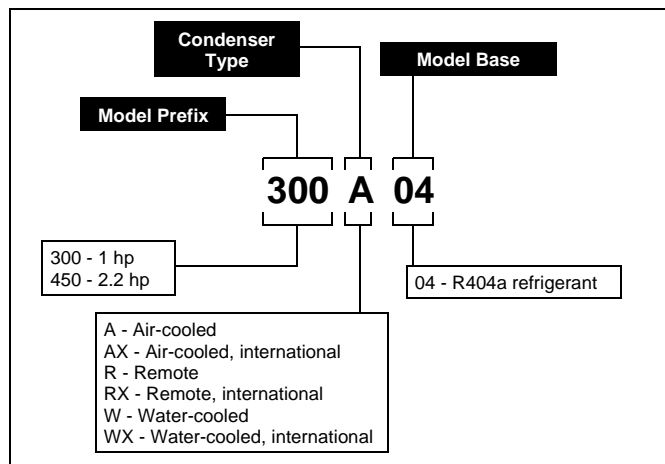 Condenser
Type
Model Base
Model Prefix
300 A 04
300 - 1 hp
450 - 2.2 hp
04 - R404a refrigerant
A - Air-cooled
AX - Air-cooled, international
R - Remote
RX - Remote, international
W - Water-cooled
WX - Water-cooled, international